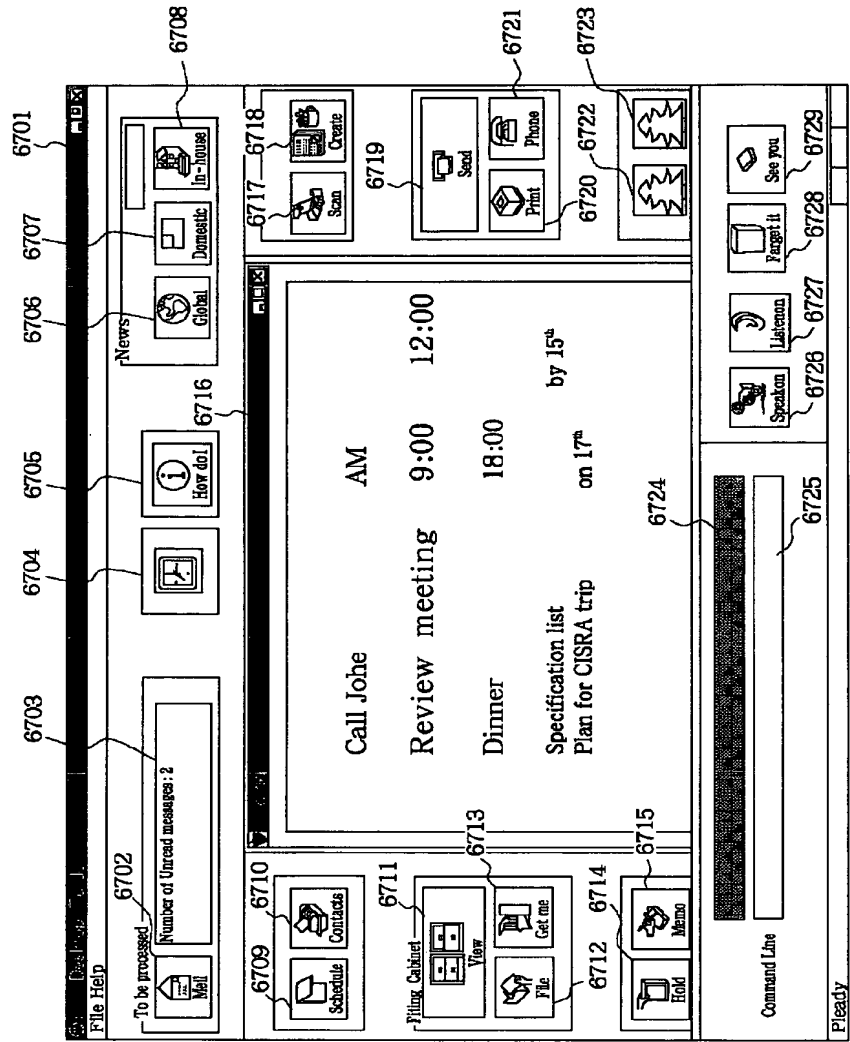 6701
File Help
6702
6703
6704
6705
6706
6707
6708
To be processed
Number of Unread messages: 2
How do I
News
Global
Domestic
In-house
6709
6710
Schedule
Contacts
6711
Filing Cabinet
View
6712
6713
File
Get me
6714
6715
Hold
Memo
6716
Call Johe AM
Review meeting 9:00 12:00
Dinner 18:00
Specification list by 15th
Plan for CISRA trip on 17th
6717
6718
Scan
Create
6719
Send
6720
6721
Print
Phone
6722
6723
Command Line
6724
6725
6726
6727
6728
6729
Speakon
Listenon
Farget it
See you
Pleady